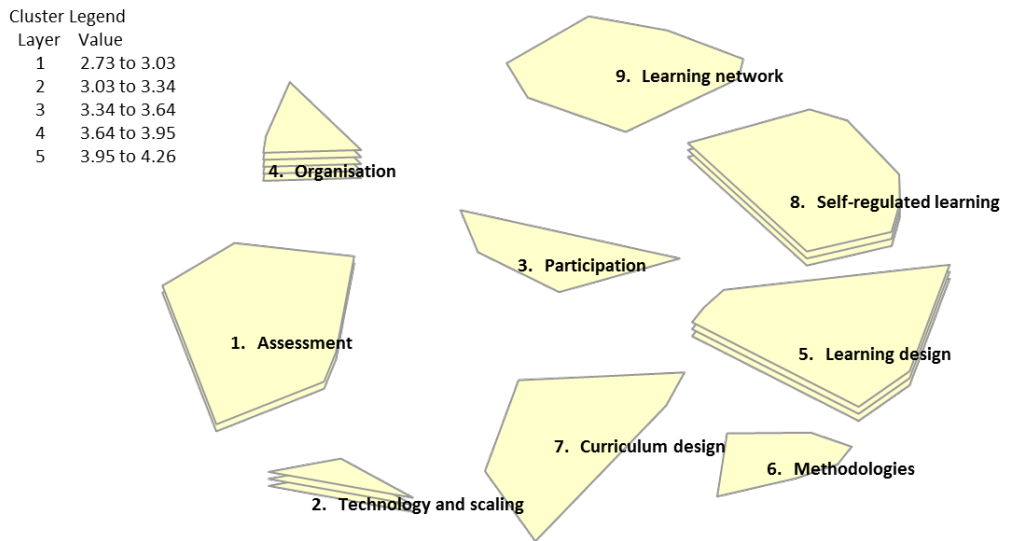 Cluster Legend
Layer Value
1 2.73 to 3.03
2 3.03 to 3.34
3 3.34 to 3.64
4 3.64 to 3.95
5 3.95 to 4.26
9. Learning network
4. Organisation
8. Self-regulated learning
3. Participation
1. Assessment
5. Learning design
7. Curriculum design
6. Methodologies
2. Technology and scaling